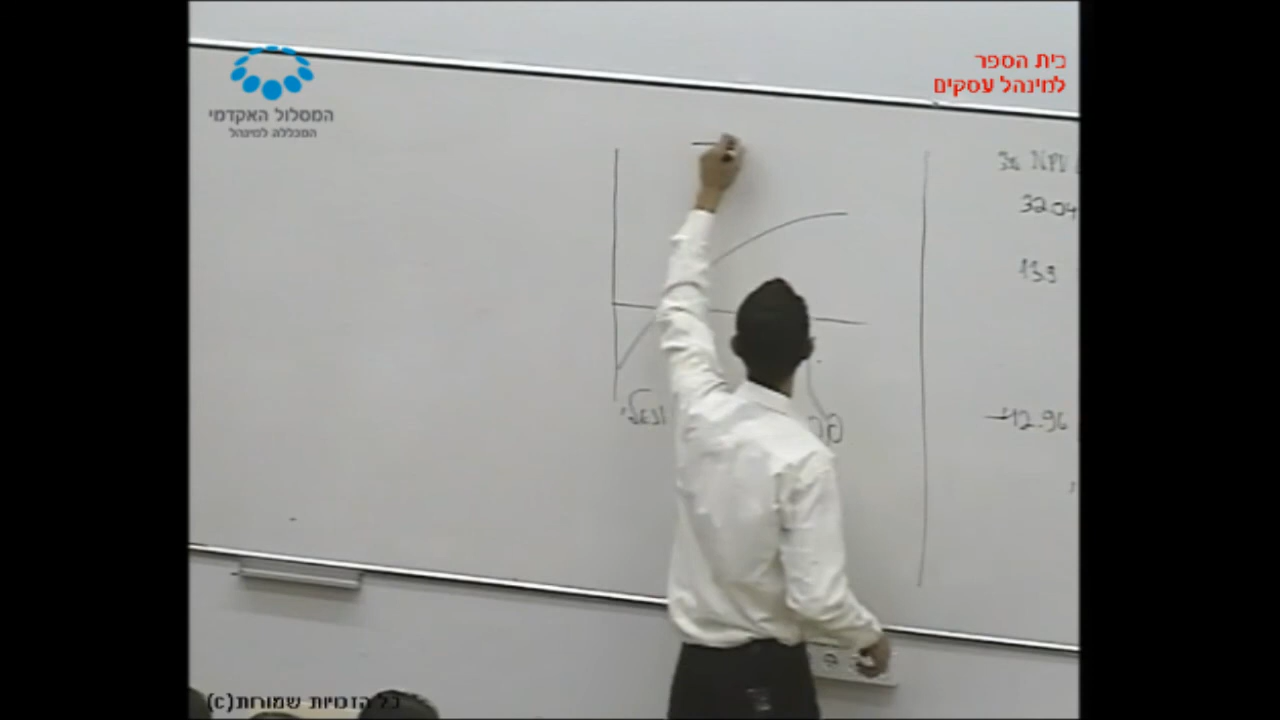 בית הספר
למינהל עסקים
המסלול האקדמי
המכללה למינהל
NPV
32.04
13.9
-12.96
כל הזכויות שמורות(c)